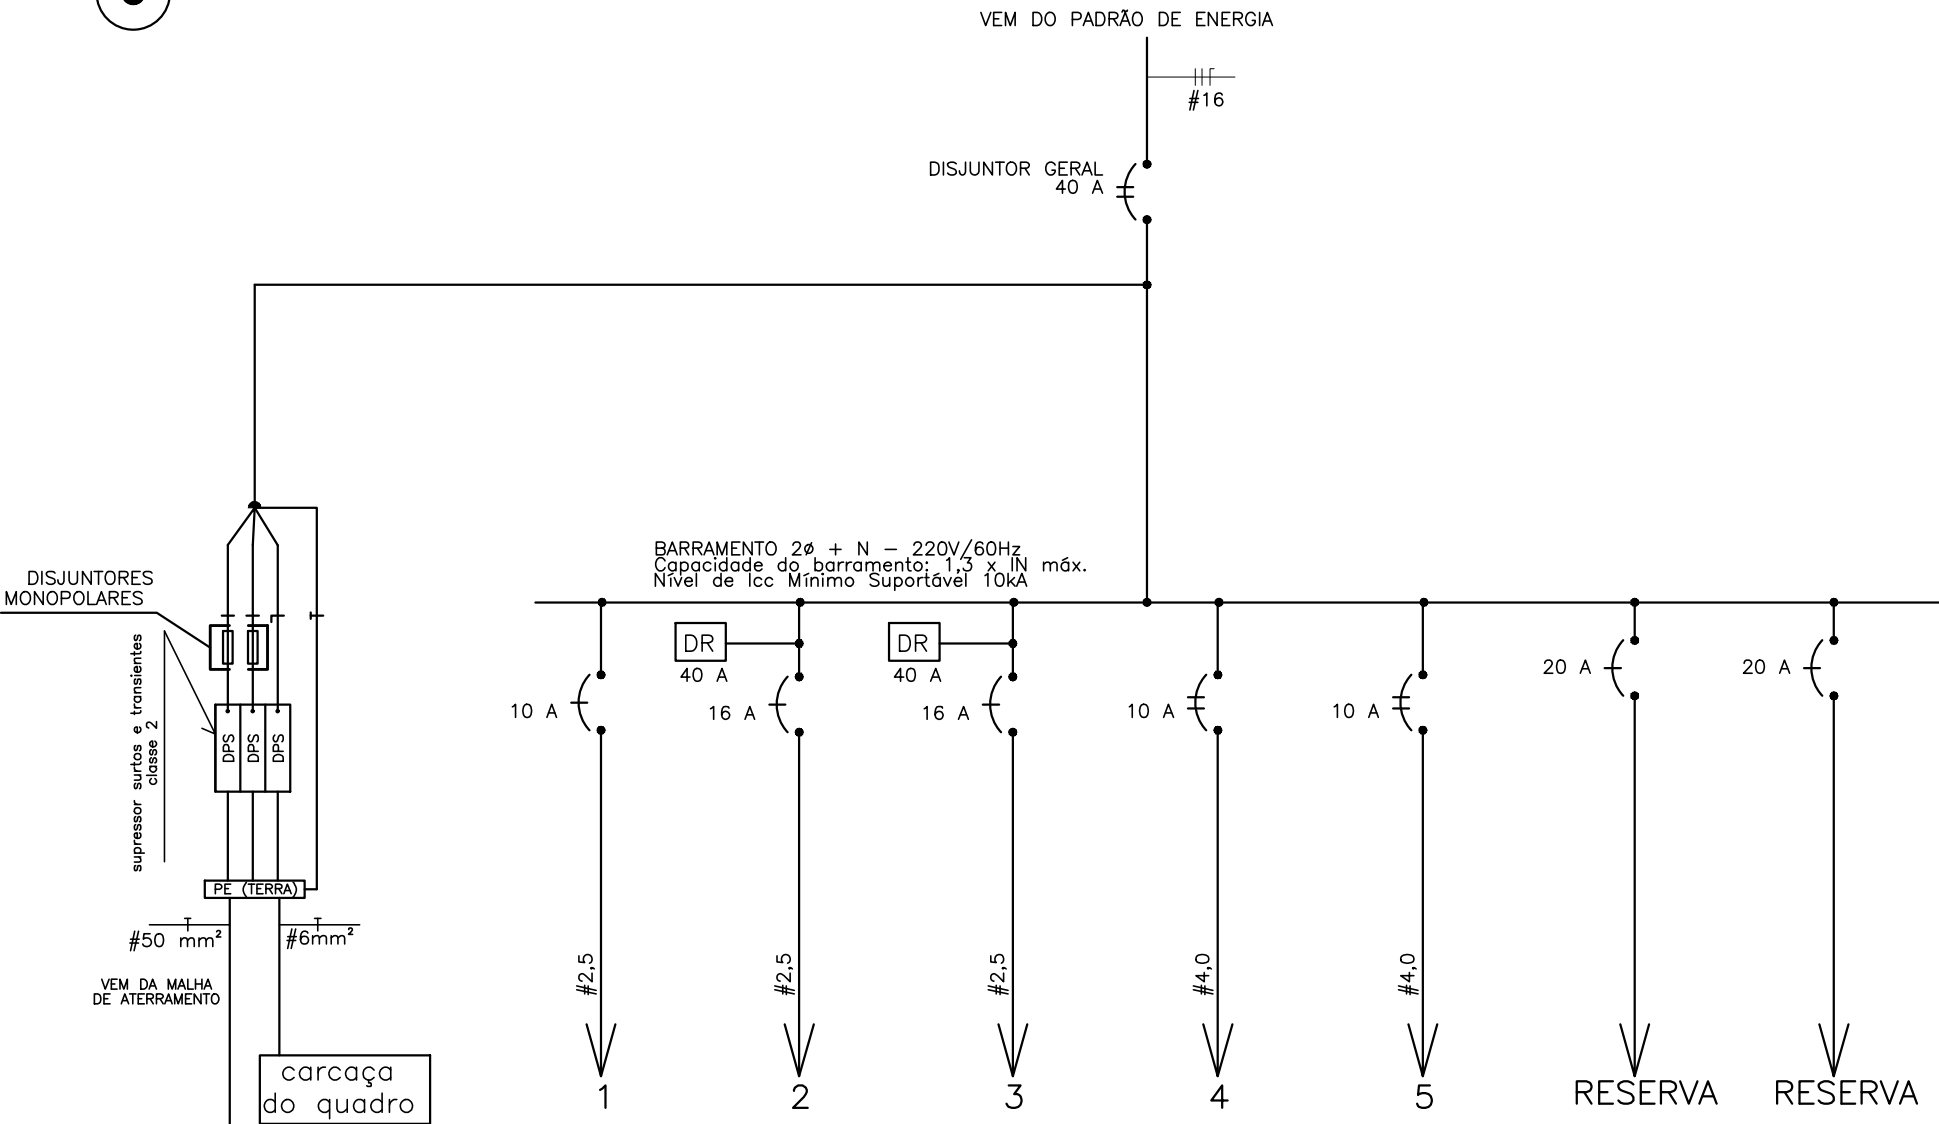 VEM DO PADRÃO DE ENERGIA
#16
DISJUNTOR GERAL
40 A
BARRAMENTO 2ø + N – 220V/60Hz
Capacidade do barramento: 1,3 x IN máx.
Nível de Icc Mínimo Suportável 10kA
DISJUNTORES
MONOPOLARES
supressor surtos e transientes
classe 2
DPS
DPS
DPS
PE (TERRA)
#50 mm²
#6mm²
VEM DA MALHA
DE ATERRAMENTO
carcaça
do quadro
10 A
#2,5
1
DR
40 A
16 A
#2,5
2
DR
40 A
16 A
#2,5
3
10 A
#4,0
4
10 A
#4,0
5
20 A
RESERVA
20 A
RESERVA